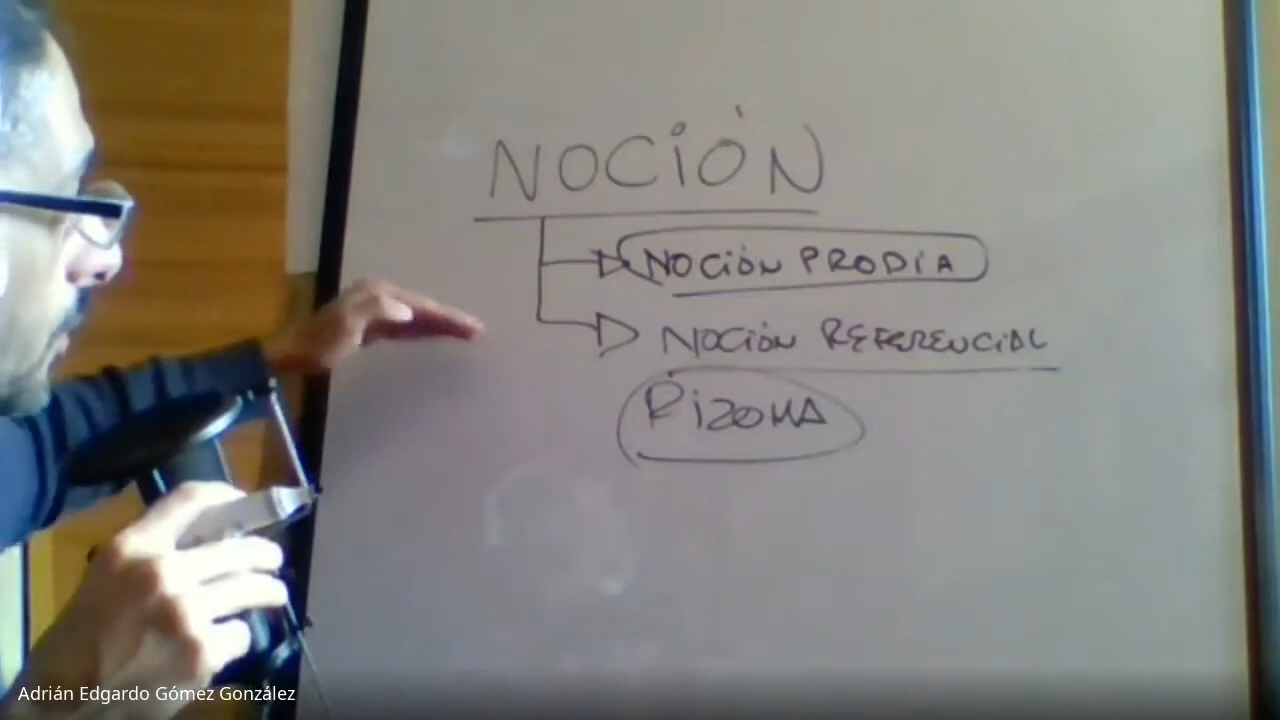 NOCIÓN
NOCIÓN PRODIA
NOCIÓN REFERENCIAL
RIZOMA
Adrián Edgardo Gómez González